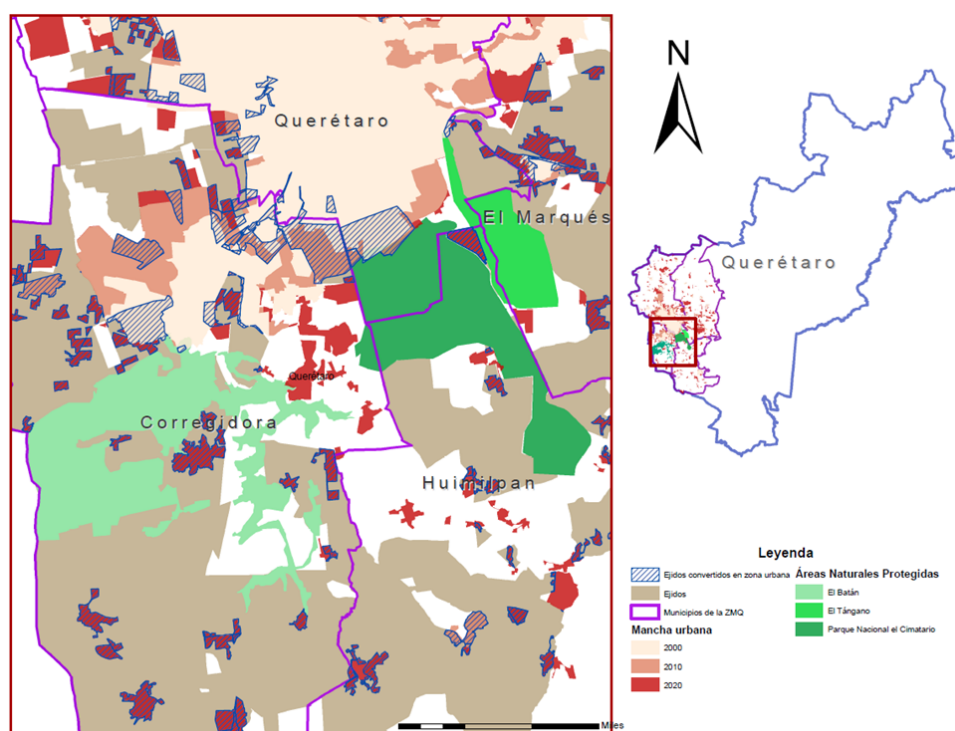 Querétaro
El Marqués
Querétaro
Corregidora
Huimilpan
Miles
N
Querétaro
Leyenda
Ejidos convertidos en zona urbana
Ejidos
Municipios de la ZMQ
Mancha urbana
2000
2010
2020
Áreas Naturales Protegidas
El Batán
El Tángano
Parque Nacional el Cimatario